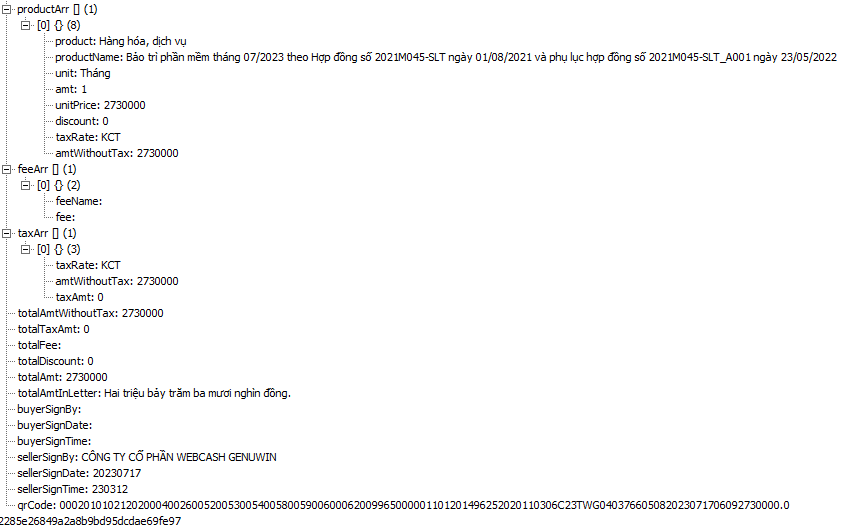 productArr [] (1)
[0] {} (8)
product: Hàng hóa, dịch vụ
productName: Bảo trì phần mềm tháng 07/2023 theo Hợp đồng số 2021M045-SLT ngày 01/08/2021 và phụ lục hợp đồng số 2021M045-SLT_A001 ngày 23/05/2022
unit: Tháng
amt: 1
unitPrice: 2730000
discount: 0
taxRate: KCT
amtWithoutTax: 2730000
feeArr [] (1)
[0] {} (2)
feeName:
fee:
taxArr [] (1)
[0] {} (3)
taxRate: KCT
amtWithoutTax: 2730000
taxAmt: 0
totalAmtWithoutTax: 2730000
totalTaxAmt: 0
totalFee:
totalDiscount: 0
totalAmt: 2730000
totalAmtInLetter: Hai triệu bảy trăm ba mươi nghìn đồng.
buyerSignBy:
buyerSignDate:
buyerSignTime:
sellerSignBy: CÔNG TY CỔ PHẦN WEBCASH GENUWIN
sellerSignDate: 20230717
sellerSignTime: 230312
qrCode: 00020101021202000400260052005300540058005900600062009965000001101201496252020110306C23TWG040376605082023071706092730000.0
2285e26849a2a8b9bd95dcdae69fe97